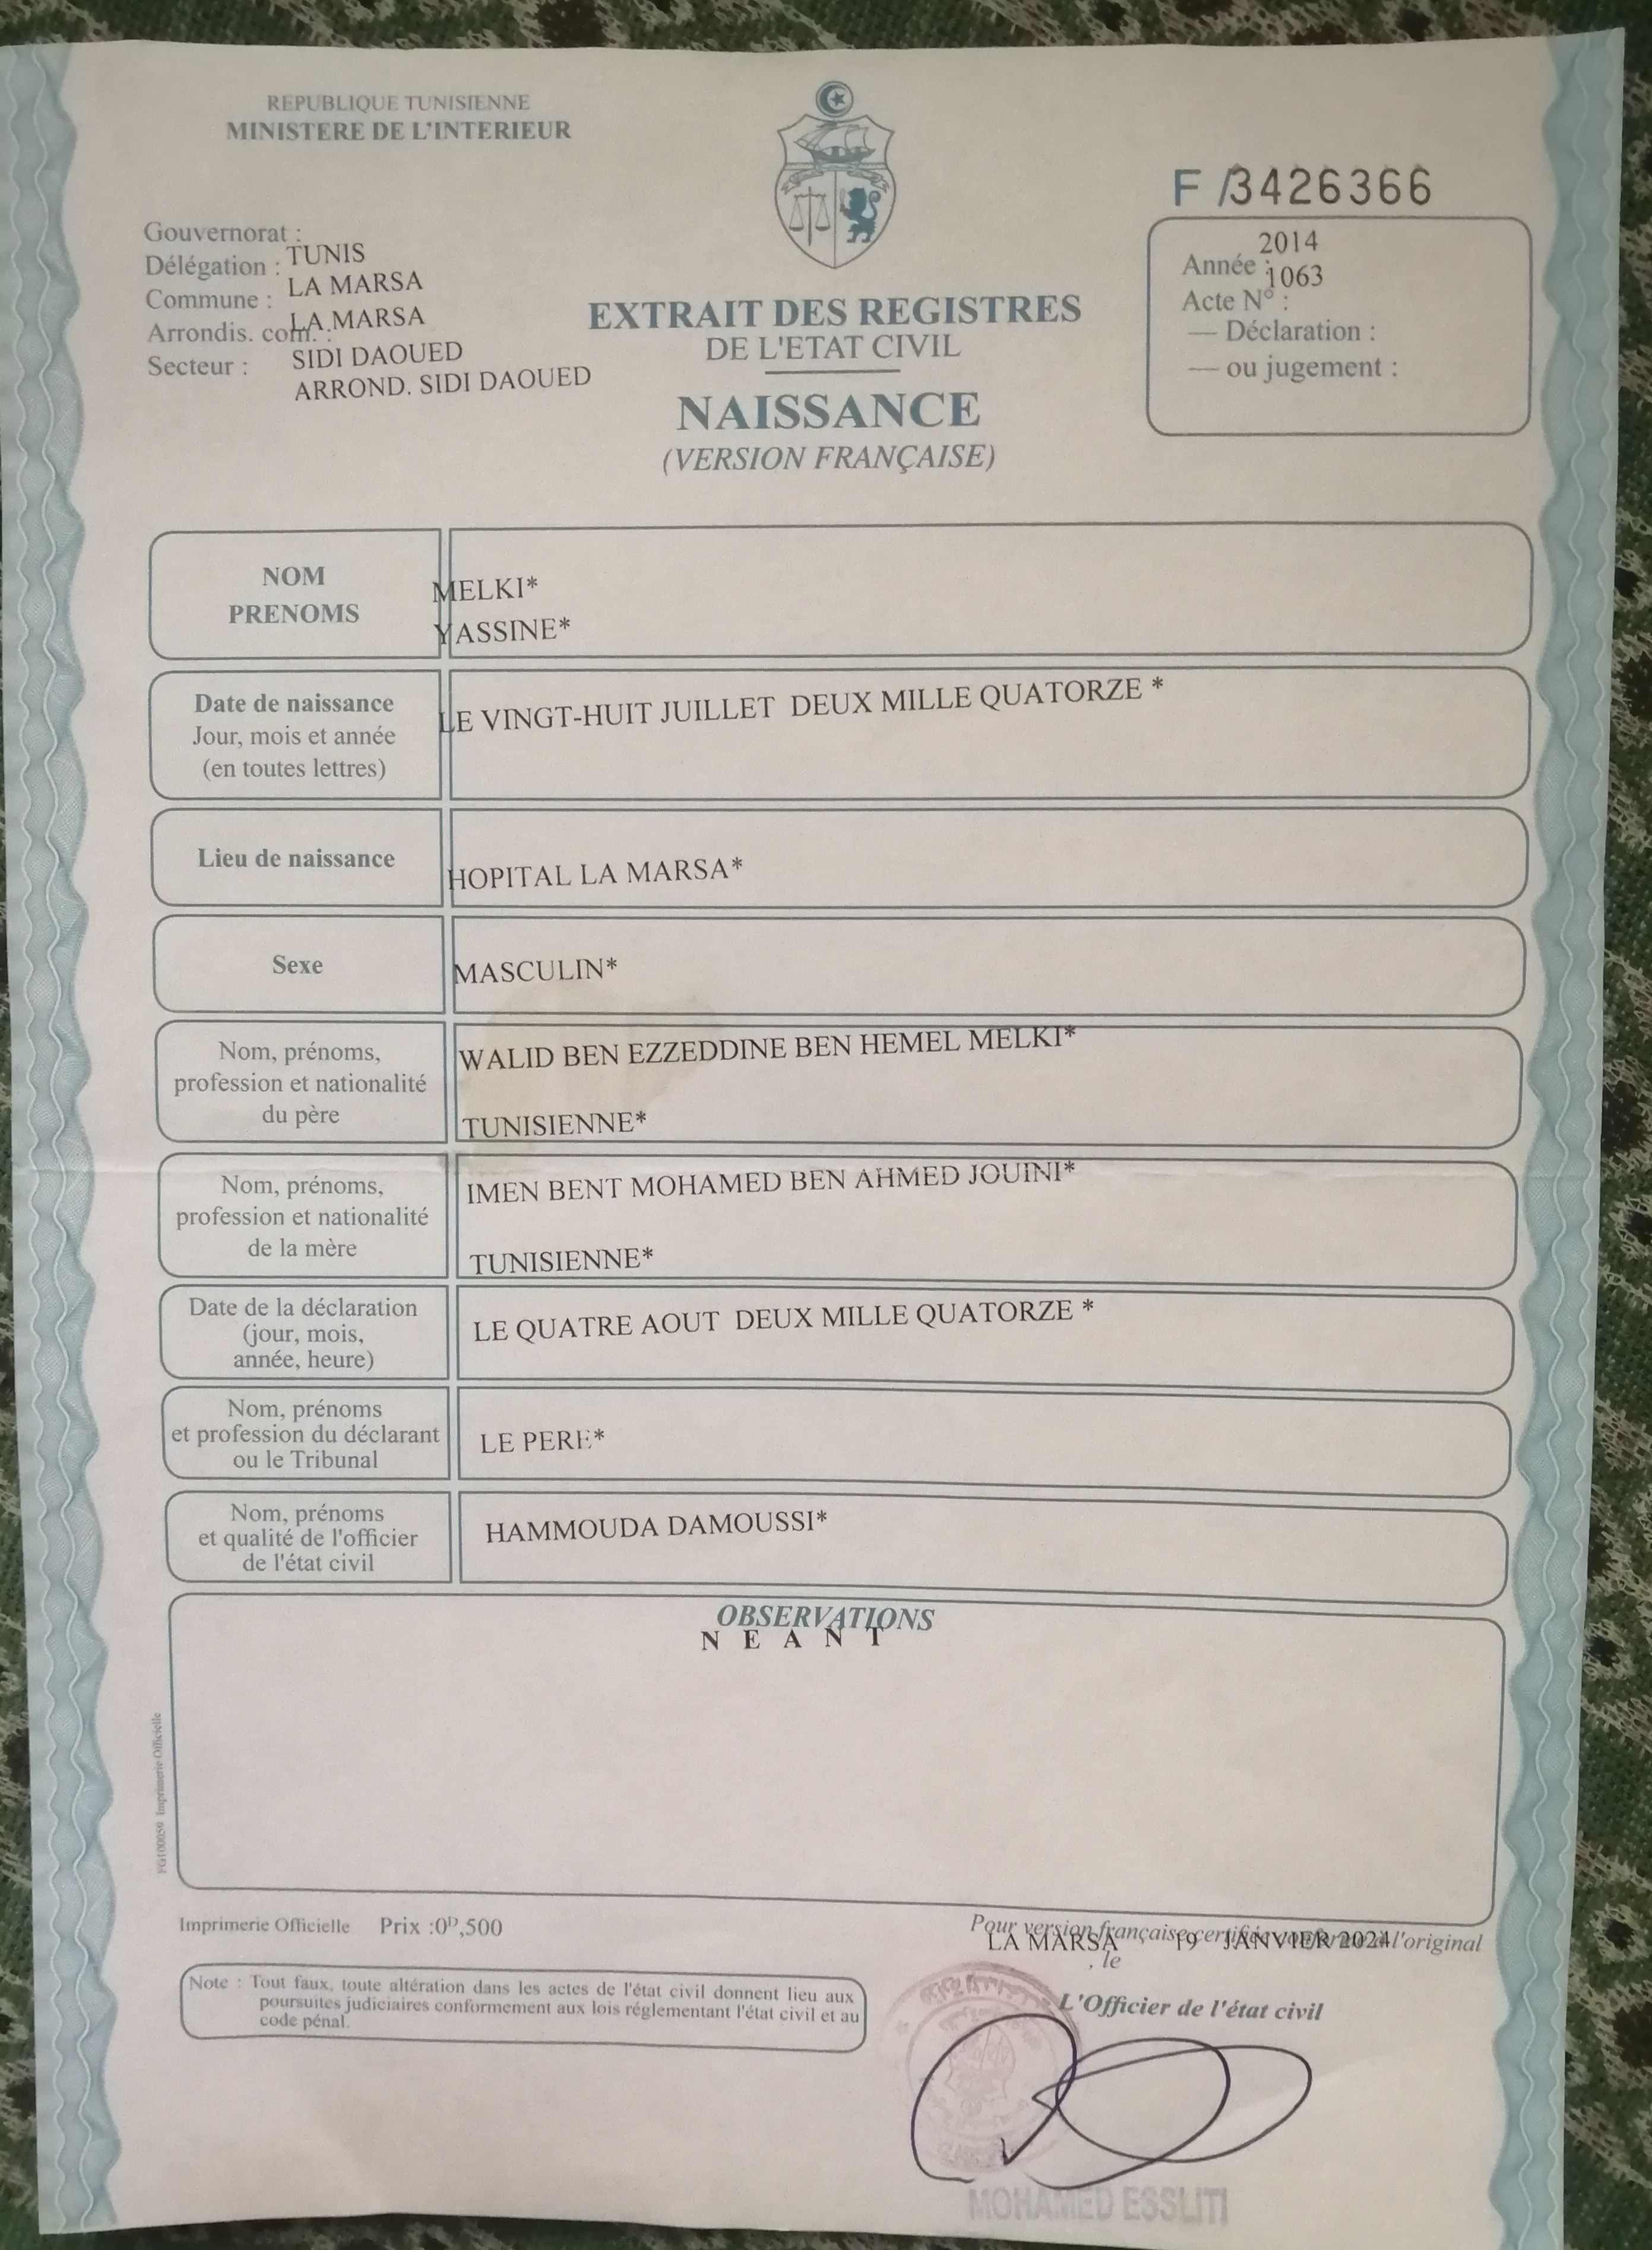 REPUBLIQUE TUNISIENNE
MINISTERE DE L'INTERIEUR
F /3426366
Gouvernorat : TUNIS
Délégation : LA MARSA
Commune : LA MARSA
Arrondis. com. : SIDI DAOUED
Secteur : ARROND. SIDI DAOUED
EXTRAIT DES REGISTRES
DE L'ETAT CIVIL
NAISSANCE
(VERSION FRANÇAISE)
Année : 2014
Acte N° : 1063
— Déclaration :
— ou jugement :
NOM
PRENOMS
MELKI*
YASSINE*
Date de naissance
Jour, mois et année
(en toutes lettres)
LE VINGT-HUIT JUILLET DEUX MILLE QUATORZE *
Lieu de naissance
HOPITAL LA MARSA*
Sexe
MASCULIN*
Nom, prénoms,
profession et nationalité
du père
WALID BEN EZZEDDINE BEN HEMEL MELKI*
TUNISIENNE*
Nom, prénoms,
profession et nationalité
de la mère
IMEN BENT MOHAMED BEN AHMED JOUINI*
TUNISIENNE*
Date de la déclaration
(jour, mois,
année, heure)
LE QUATRE AOUT DEUX MILLE QUATORZE *
Nom, prénoms
et profession du déclarant
ou le Tribunal
LE PERE*
Nom, prénoms
et qualité de l'officier
de l'état civil
HAMMOUDA DAMOUSSI*
OBSERVATIONS
N E A N T
FG100059 Imprimerie Officielle
Imprimerie Officielle Prix :0ᴰ,500
Pour version française certifiée conforme à l'original
LA MARSA 19 JANVIER 2024
, le
Note : Tout faux, toute altération dans les actes de l'état civil donnent lieu aux
poursuites judiciaires conformement aux lois réglementant l'état civil et au
code pénal.
L'Officier de l'état civil
MOHAMED ESSLITI